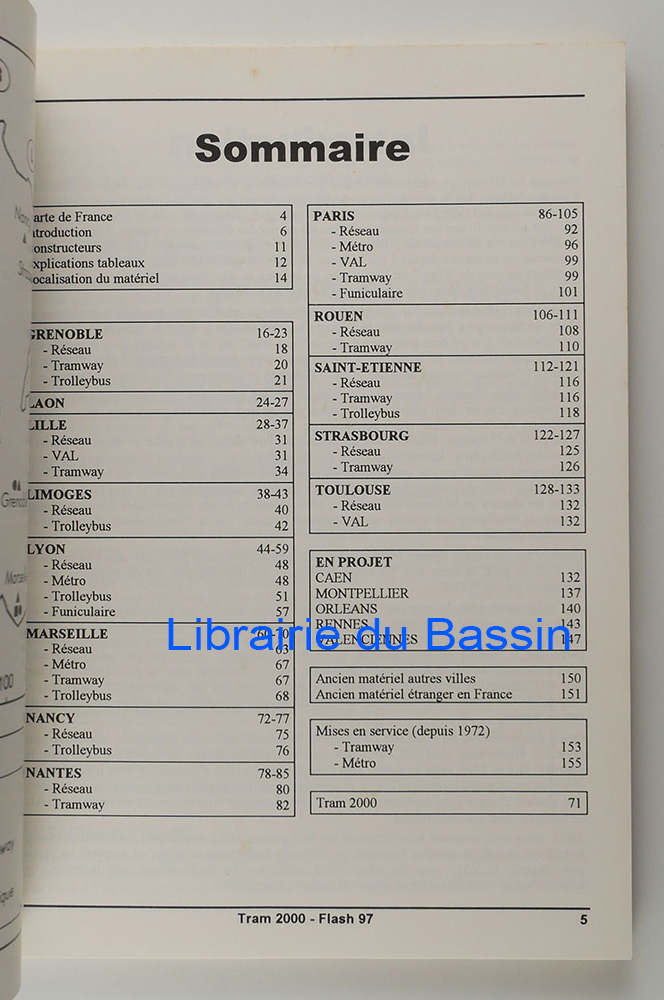 Sommaire
arte de France 4
ntroduction 6
onstructeurs 11
xplications tableaux 12
ocalisation du matériel 14
GRENOBLE 16-23
- Réseau 18
- Tramway 20
- Trolleybus 21
LAON 24-27
LILLE 28-37
- Réseau 31
- VAL 31
- Tramway 34
LIMOGES 38-43
- Réseau 40
- Trolleybus 42
LYON 44-59
- Réseau 48
- Métro 48
- Trolleybus 51
- Funiculaire 57
MARSEILLE 60-70
- Réseau 63
- Métro 67
- Tramway 67
- Trolleybus 68
NANCY 72-77
- Réseau 75
- Trolleybus 76
NANTES 78-85
- Réseau 80
- Tramway 82
PARIS 86-105
- Réseau 92
- Métro 96
- VAL 99
- Tramway 99
- Funiculaire 101
ROUEN 106-111
- Réseau 108
- Tramway 110
SAINT-ETIENNE 112-121
- Réseau 116
- Tramway 116
- Trolleybus 118
STRASBOURG 122-127
- Réseau 125
- Tramway 126
TOULOUSE 128-133
- Réseau 132
- VAL 132
EN PROJET
CAEN 132
MONTPELLIER 137
ORLEANS 140
RENNES 143
VALENCIENNES 147
Librairie du Bassin
Ancien matériel autres villes 150
Ancien matériel étranger en France 151
Mises en service (depuis 1972)
- Tramway 153
- Métro 155
Tram 2000 71
Tram 2000 - Flash 97 5